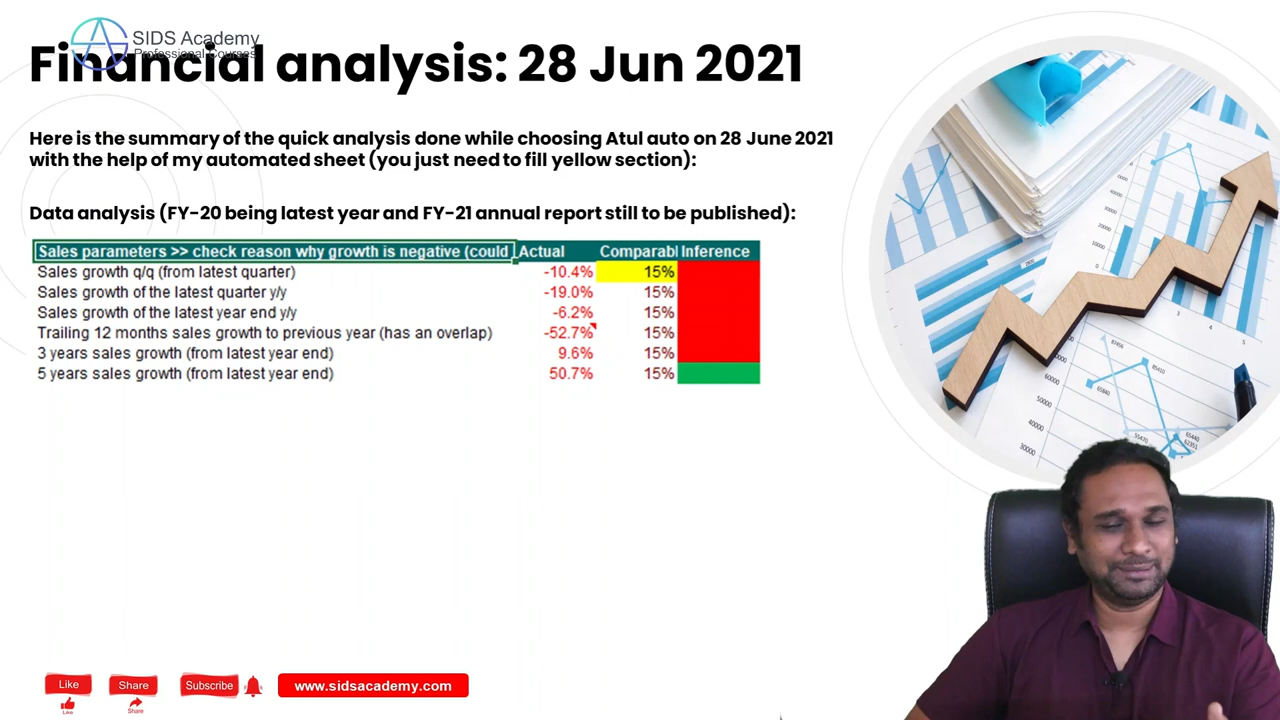 SIDS Academy
Professional Courses
Financial analysis: 28 Jun 2021
Here is the summary of the quick analysis done while choosing Atul auto on 28 June 2021
with the help of my automated sheet (you just need to fill yellow section):
Data analysis (FY-20 being latest year and FY-21 annual report still to be published):
Sales parameters >> check reason why growth is negative (could Actual Comparabl Inference
Sales growth q/q (from latest quarter) -10.4% 15%
Sales growth of the latest quarter y/y -19.0% 15%
Sales growth of the latest year end y/y -6.2% 15%
Trailing 12 months sales growth to previous year (has an overlap) -52.7% 15%
3 years sales growth (from latest year end) 9.6% 15%
5 years sales growth (from latest year end) 50.7% 15%
Like Share Subscribe www.sidsacademy.com
Like Share